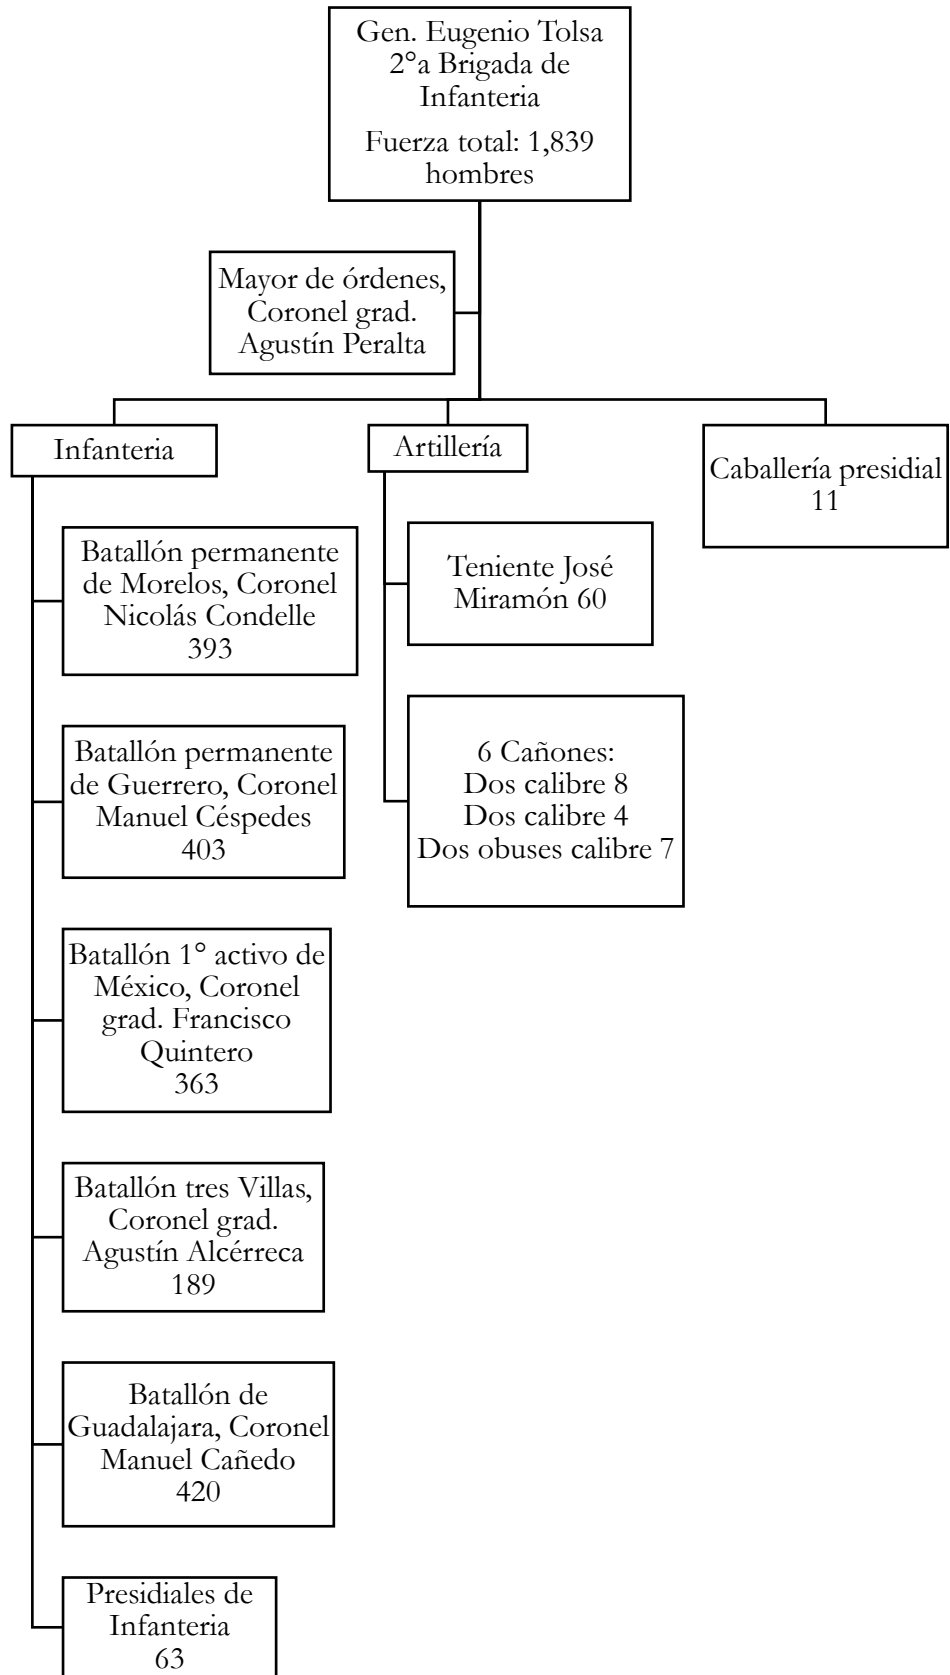 Gen. Eugenio Tolsa
2°a Brigada de
Infanteria
Fuerza total: 1,839
hombres
Mayor de órdenes,
Coronel grad.
Agustín Peralta
Infanteria
Batallón permanente
de Morelos, Coronel
Nicolás Condelle
393
Batallón permanente
de Guerrero, Coronel
Manuel Céspedes
403
Batallón 1° activo de
México, Coronel
grad. Francisco
Quintero
363
Batallón tres Villas,
Coronel grad.
Agustín Alcérreca
189
Batallón de
Guadalajara, Coronel
Manuel Cañedo
420
Presidiales de
Infanteria
63
Artillería
Teniente José
Miramón 60
6 Cañones:
Dos calibre 8
Dos calibre 4
Dos obuses calibre 7
Caballería presidial
11